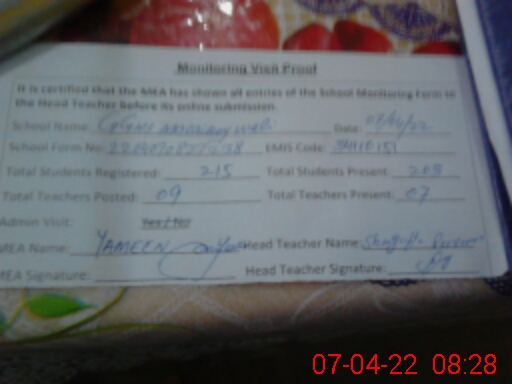 Monitoring Visit Proof
It is certified that the MEA has shown all entries of the School Monitoring Form to
the Head Teacher before its online submission.
School Name: Date:
School Form No: EMIS Code:
Total Students Registered: 215 Total Students Present: 203
Total Teachers Posted: 09 Total Teachers Present: 07
Admin Visit: Yes/No
MEA Name: YAMEEN Head Teacher Name
MEA Signature: Head Teacher Signature:
07-04-22 08:28